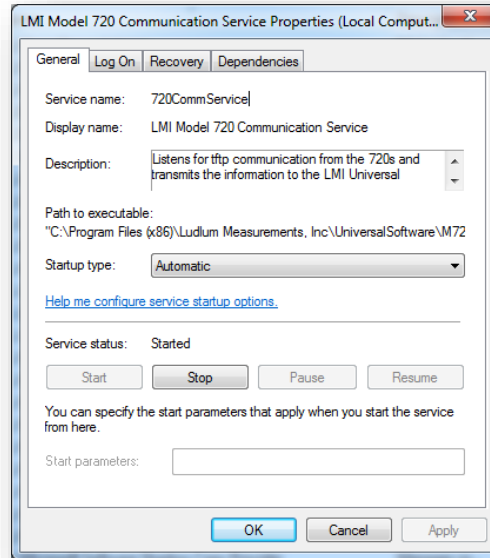 LMI Model 720 Communication Service Properties (Local Comput...
General Log On Recovery Dependencies
Service name: 720CommService
Display name: LMI Model 720 Communication Service
Description: Listens for tftp communication from the 720s and
transmits the information to the LMI Universal
Path to executable:
"C:\Program Files (x86)\Ludlum Measurements, Inc\UniversalSoftware\M72
Startup type: Automatic
Help me configure service startup options.
Service status: Started
Start Stop Pause Resume
You can specify the start parameters that apply when you start the service
from here.
Start parameters:
OK Cancel Apply